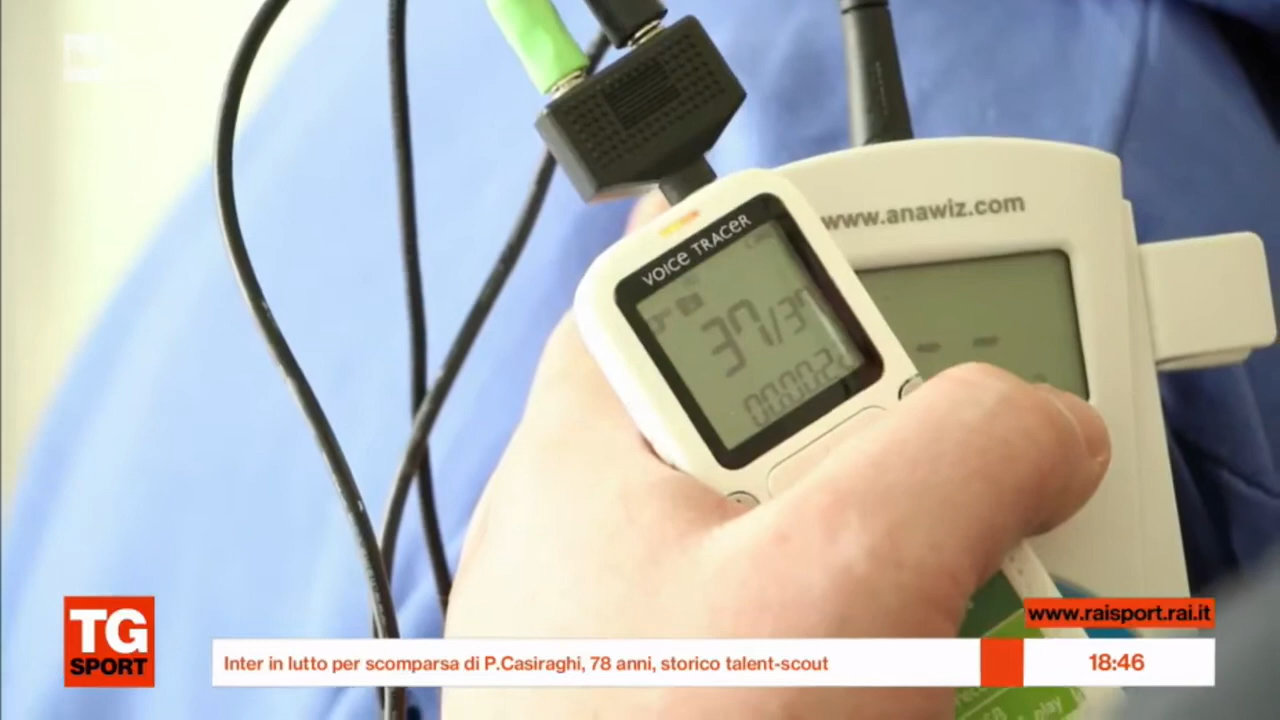 www.anawiz.com
VOICE TRACER
37/37
www.raisport.rai.it
TG
SPORT
Inter in lutto per scomparsa di P.Casiraghi, 78 anni, storico talent-scout
18:46
play